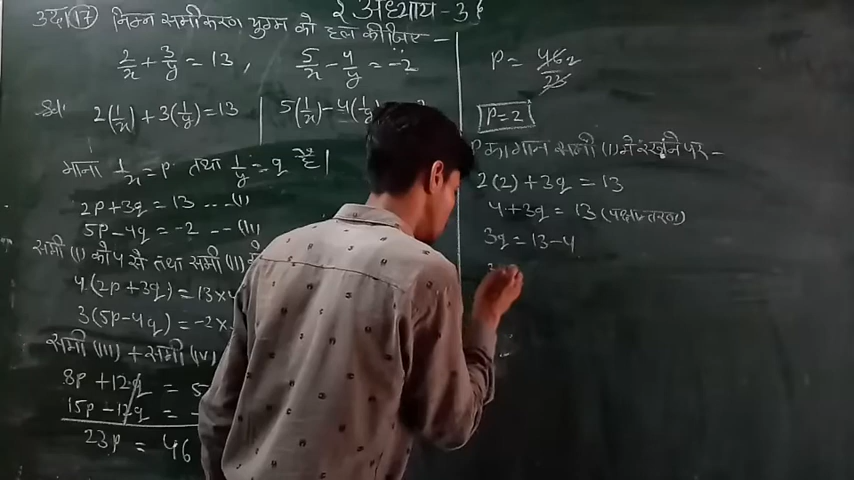 अध्याय-3
उदा(17) निम्न समीकरण युग्म को हल कीजिए -
2/x + 3/y = 13 , 5/x - 4/y = -2
2(1/x) + 3(1/y) = 13 | 5(1/x) - 4(1/y)
माना 1/x = P तथा 1/y = q है।
2P + 3q = 13 ...(I)
5P - 4q = -2 ...(II)
समी (I) को 4 से तथा समी (II)
4(2P + 3q) = 13 ×
3(5P - 4q) = -2 ×
समी (III) + समी (IV)
8P + 12q = 5
15P - 12q = -
23P = 46
P = 46 2/23
P = 2
P का मान समी (I) में रखने पर -
2(2) + 3q = 13
4 + 3q = 13 (पक्षान्तरण)
3q = 13 - 4